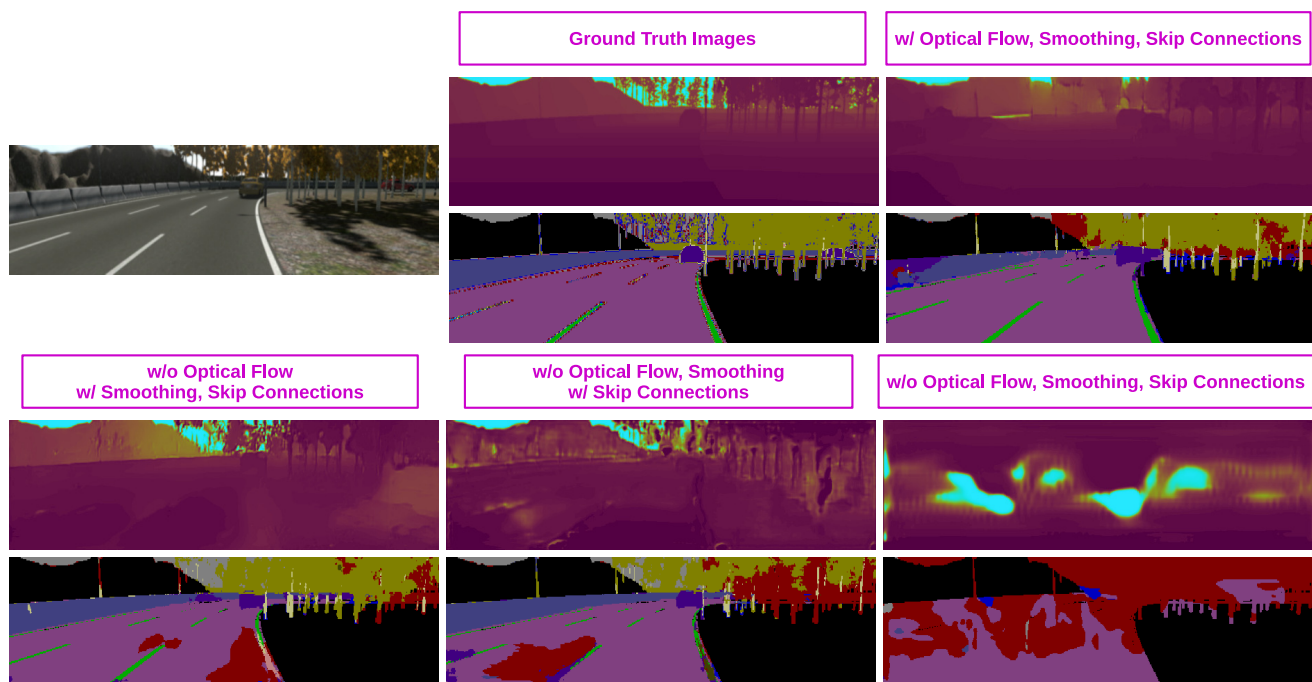 Ground Truth Images
w/ Optical Flow, Smoothing, Skip Connections
w/o Optical Flow
w/ Smoothing, Skip Connections
w/o Optical Flow, Smoothing
w/ Skip Connections
w/o Optical Flow, Smoothing, Skip Connections